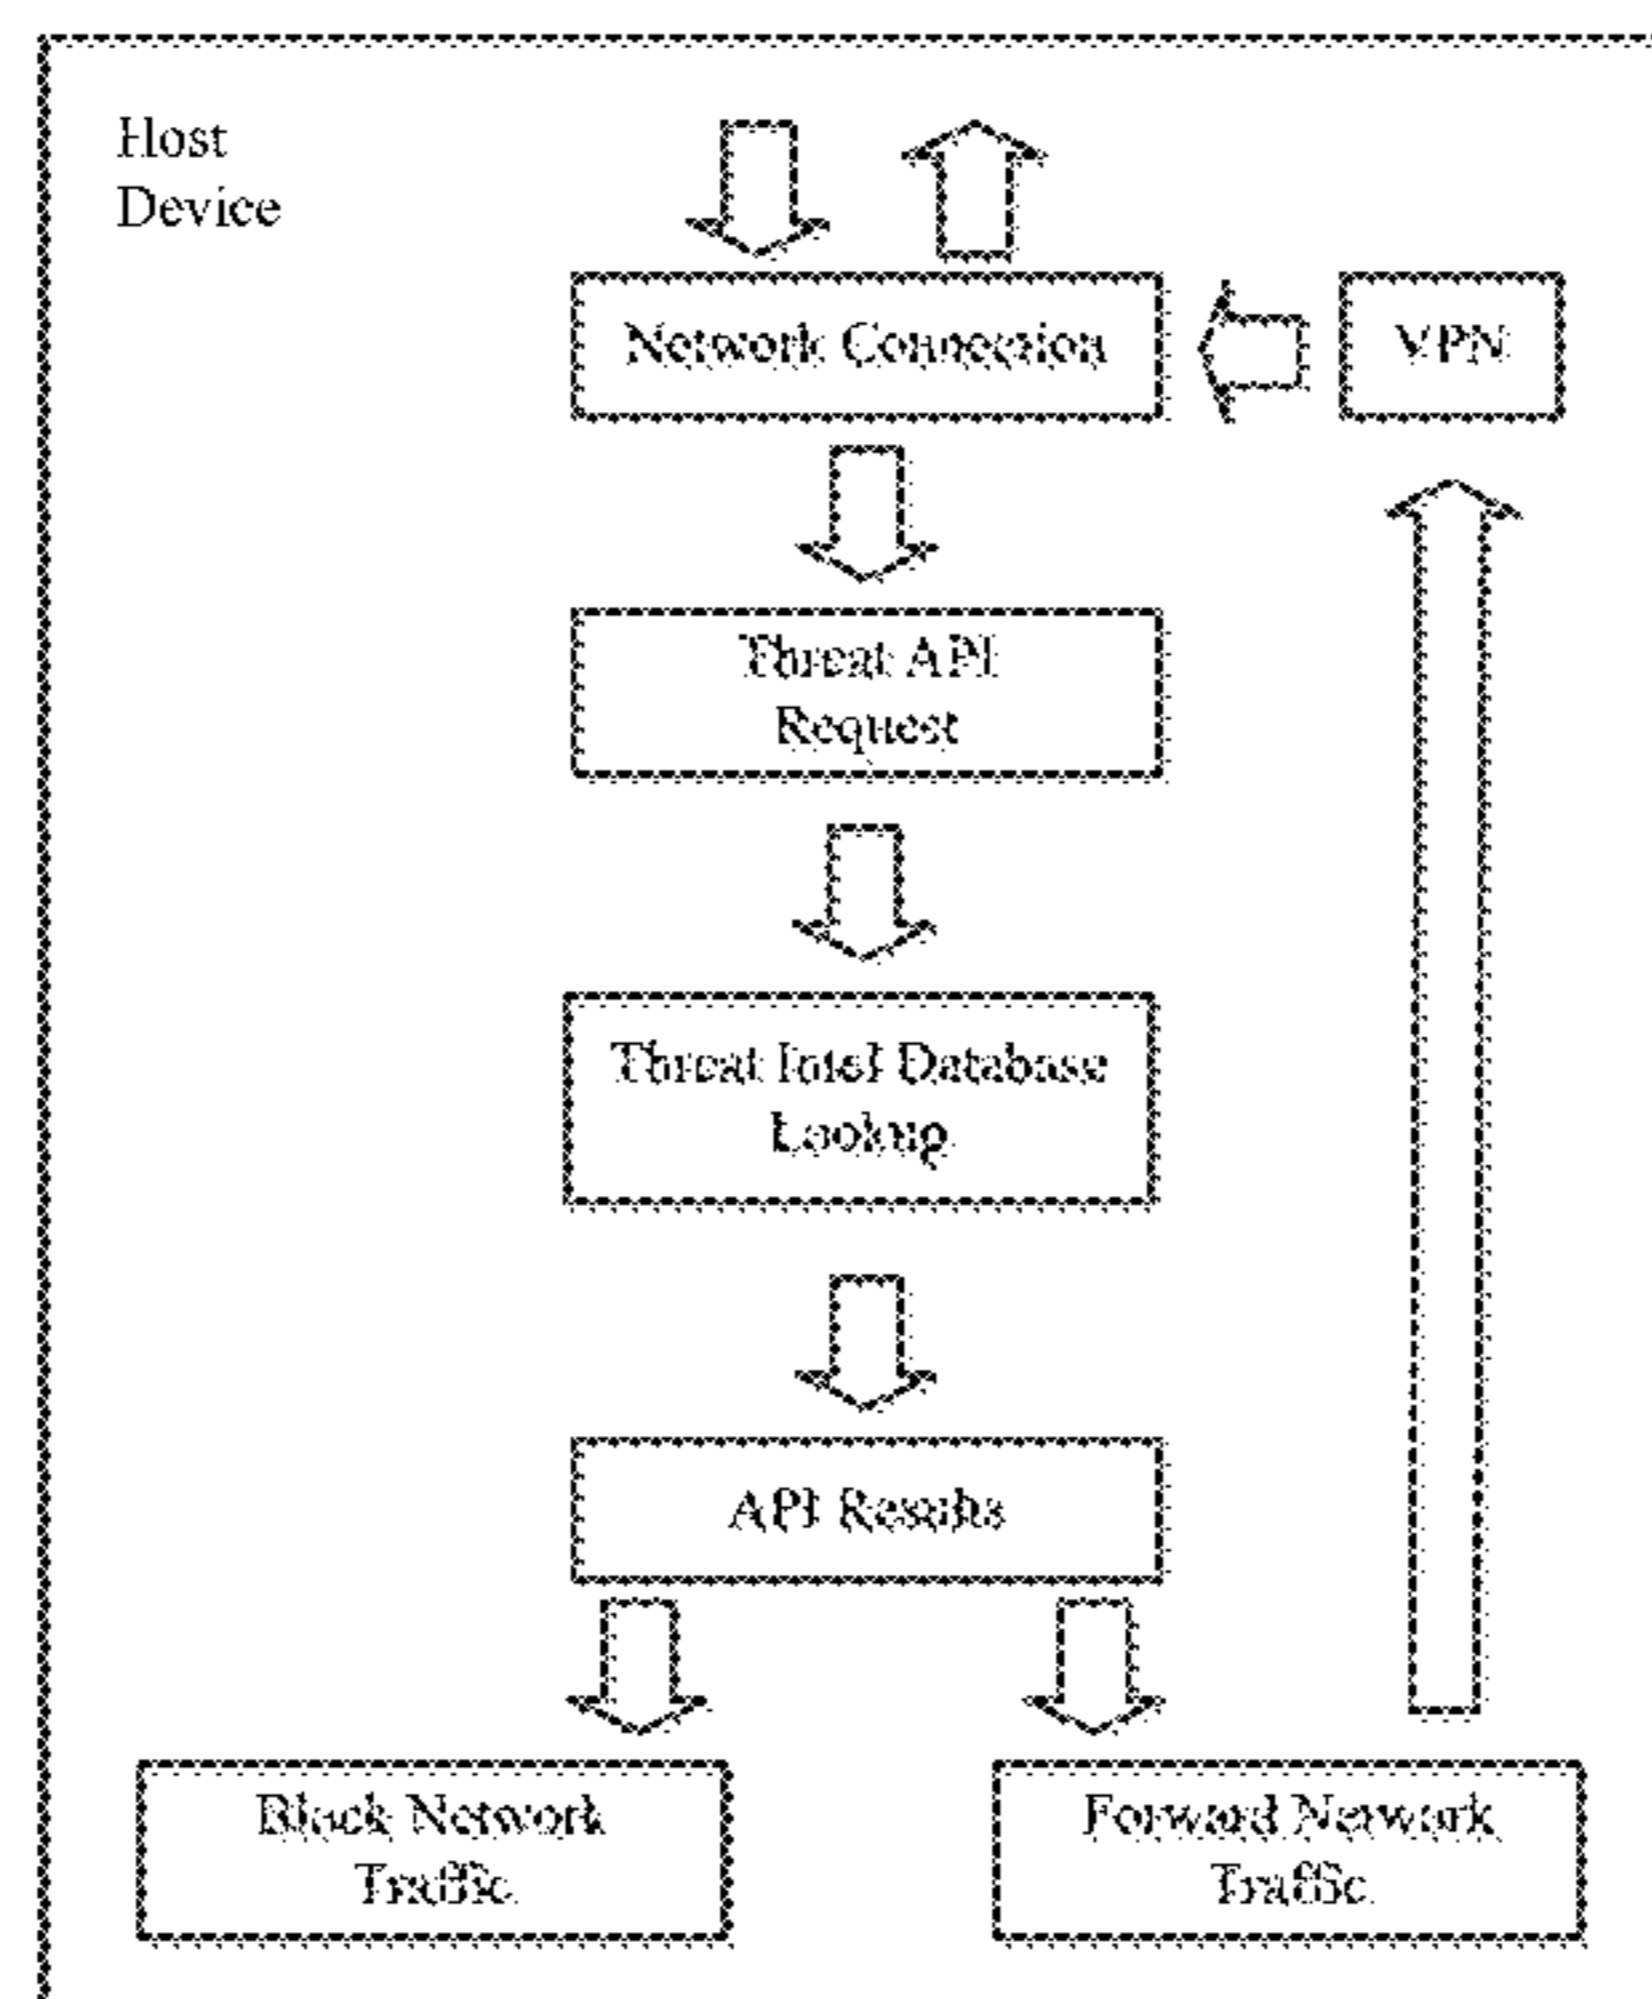 Host
Device
Network Connection
VPN
Threat API
Request
Threat Intel Database
Lookup
API Results
Block Network
Traffic
Forward Network
Traffic